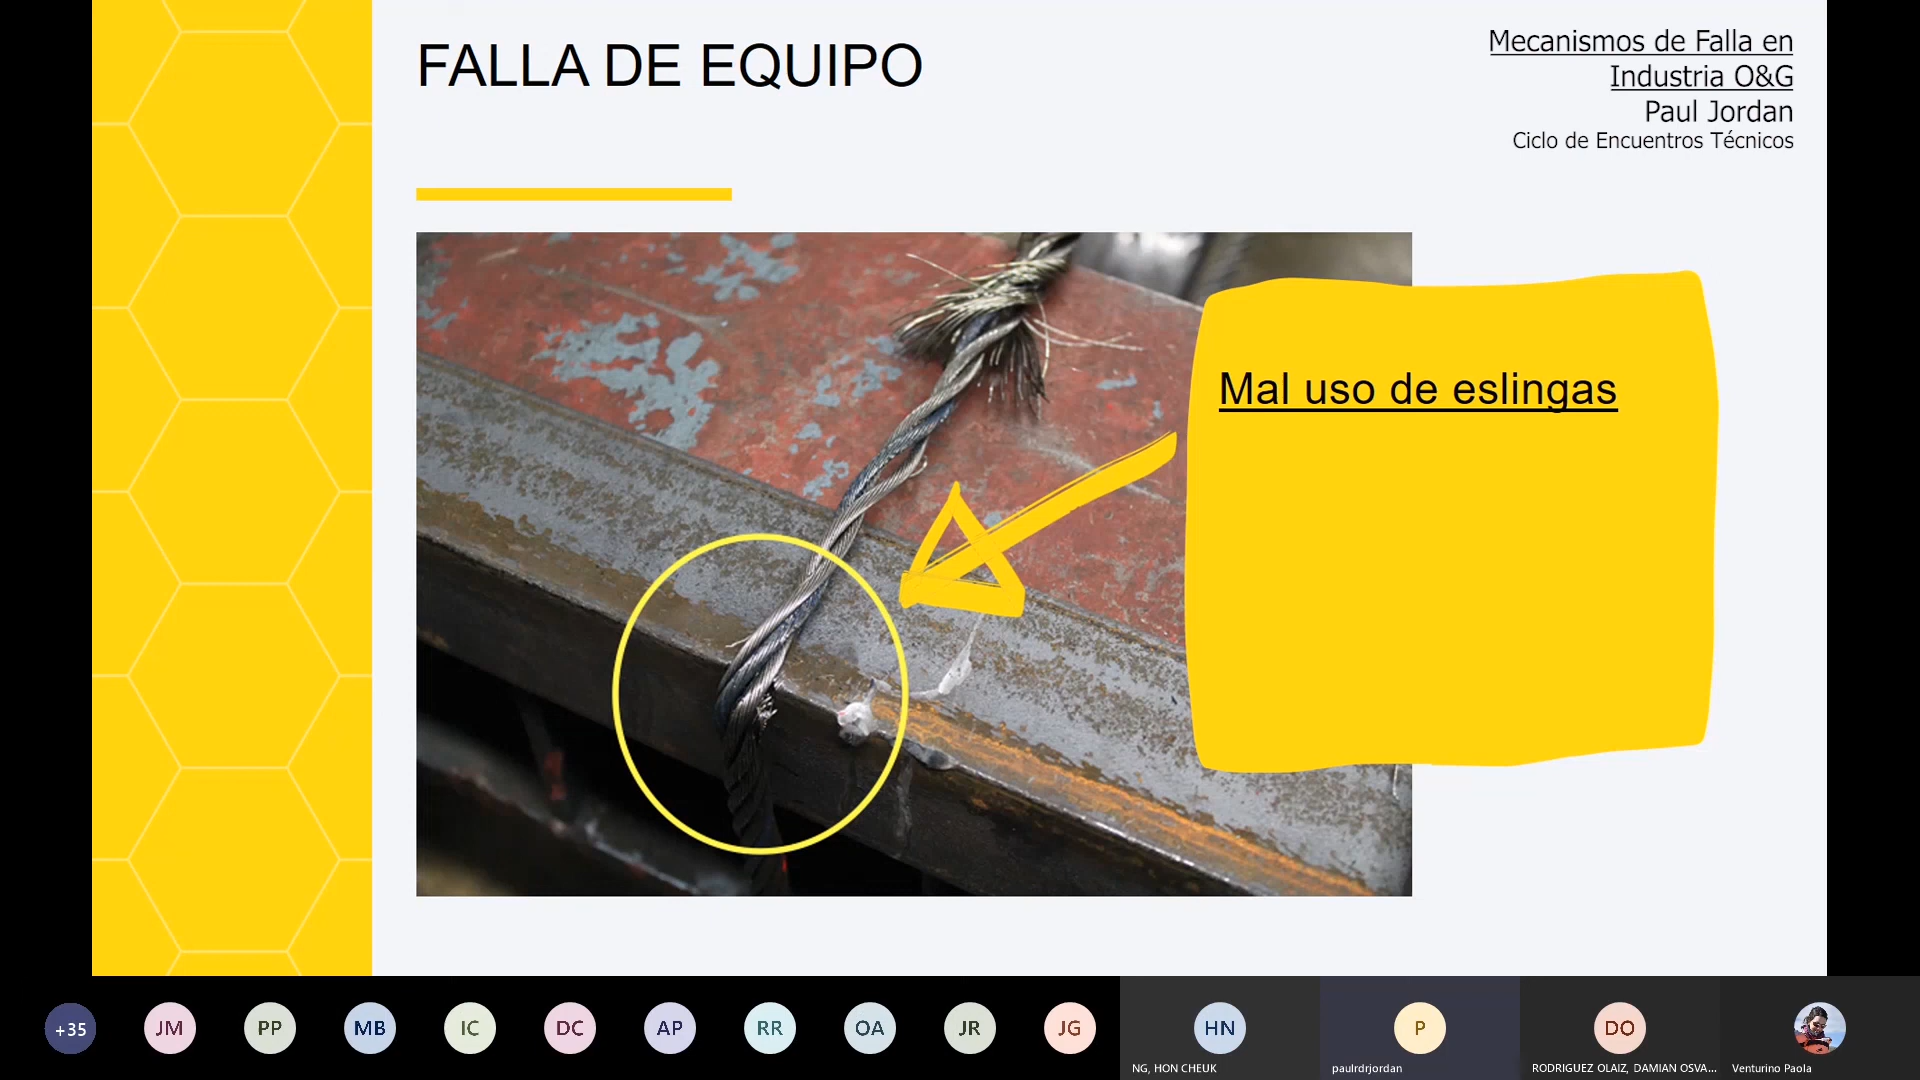 FALLA DE EQUIPO
Mecanismos de Falla en
Industria O&G
Paul Jordan
Ciclo de Encuentros Técnicos
Mal uso de eslingas
+35
JM
PP
MB
IC
DC
AP
RR
OA
JR
JG
HN
P
DO
NG, HON CHEUK
paulrdrjordan
RODRIGUEZ OLAIZ, DAMIAN OSVA...
Venturino Paola